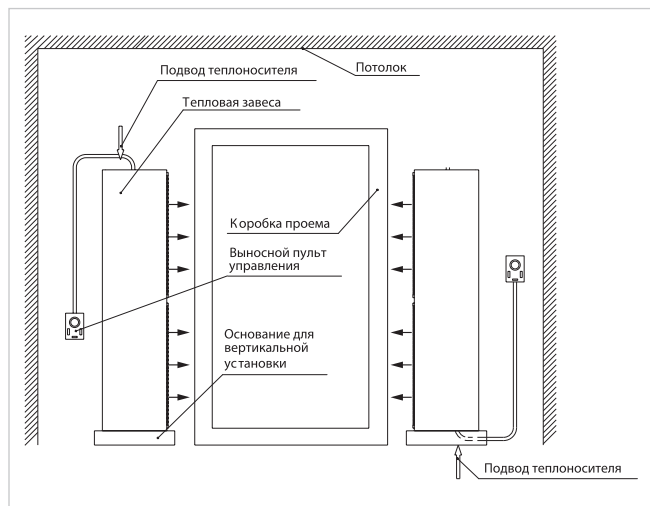 Потолок
Подвод теплоносителя
Тепловая завеса
Коробка проема
Выносной пульт
управления
Основание для
вертикальной
установки
Подвод теплоносителя